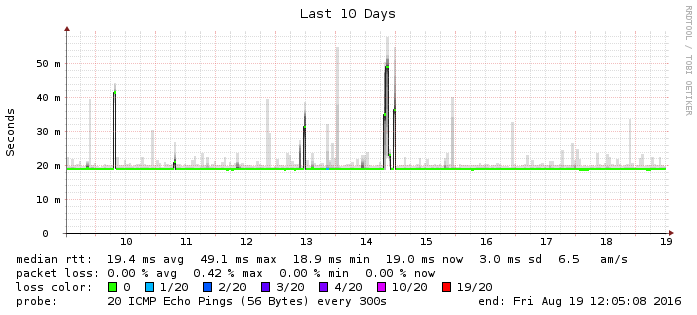 Last 10 Days
RRDTOOL / TOBI OETIKER
Seconds
50 m
40 m
30 m
20 m
10 m
0
10 11 12 13 14 15 16 17 18 19
median rtt: 19.4 ms avg 49.1 ms max 18.9 ms min 19.0 ms now 3.0 ms sd 6.5 am/s
packet loss: 0.00 % avg 0.42 % max 0.00 % min 0.00 % now
loss color: 0 1/20 2/20 3/20 4/20 10/20 19/20
probe: 20 ICMP Echo Pings (56 Bytes) every 300s end: Fri Aug 19 12:05:08 2016